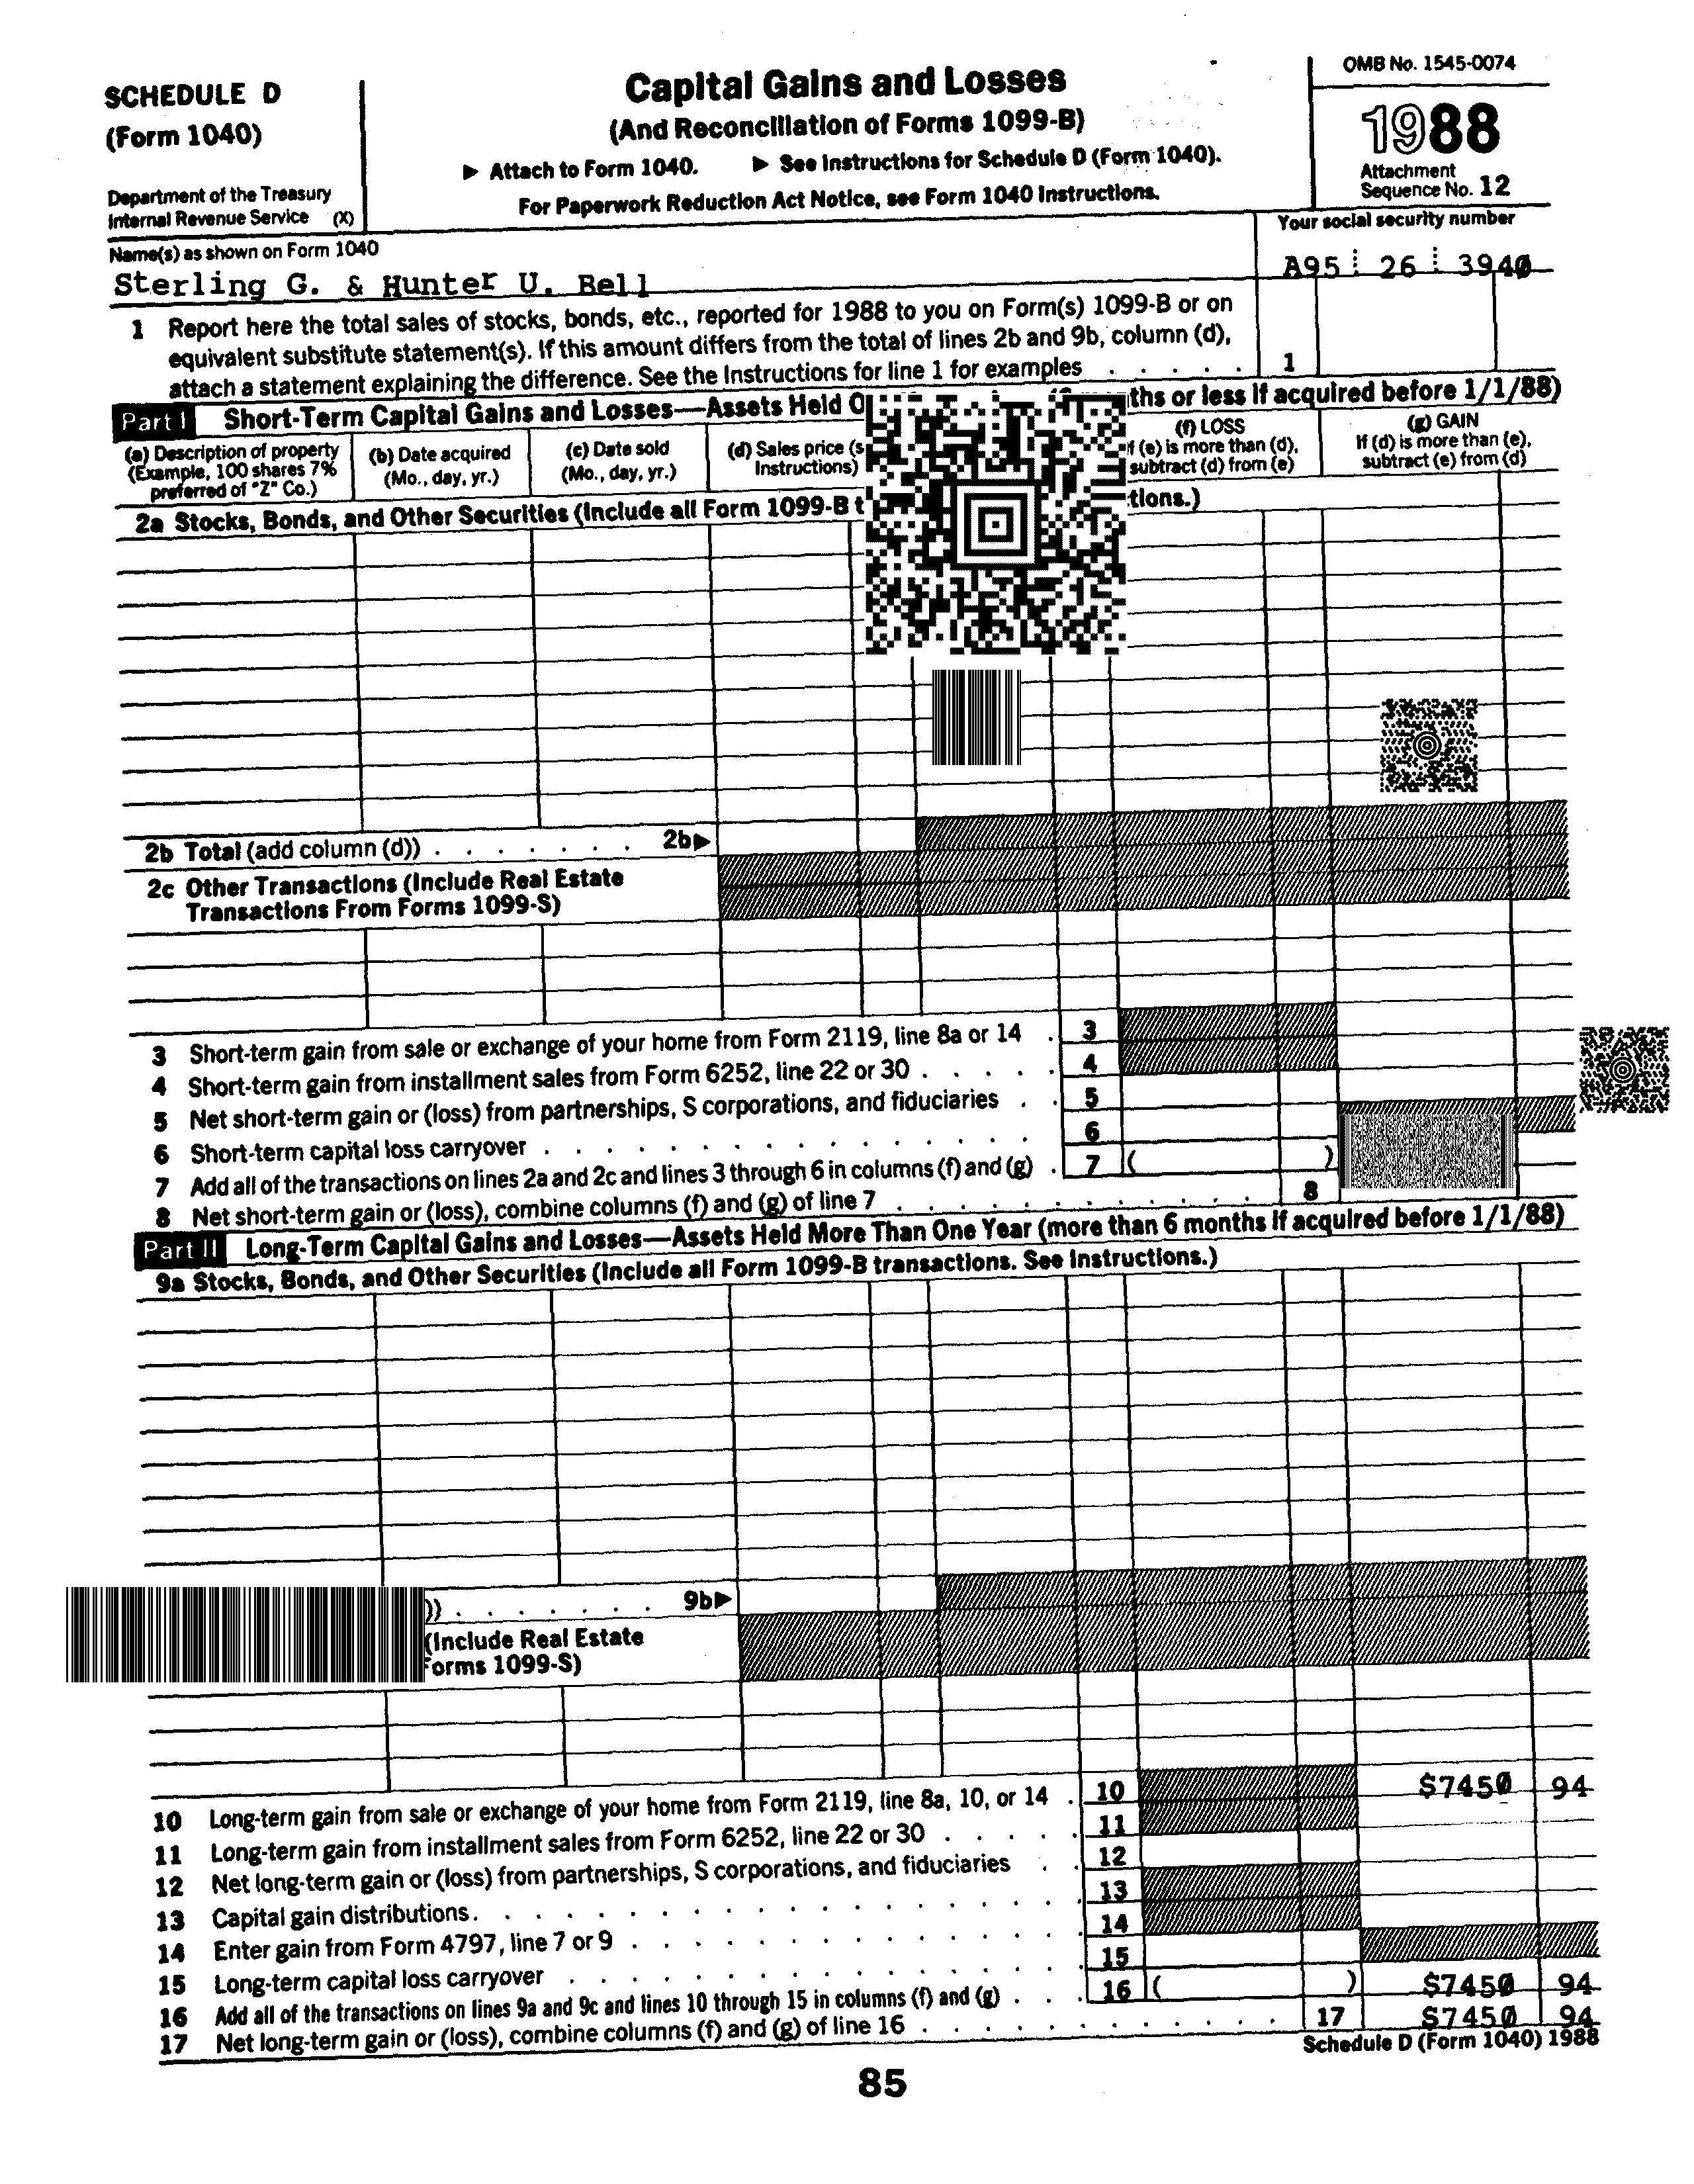 SCHEDULE D
(Form 1040)
Department of the Treasury
Internal Revenue Service (X)
Capital Gains and Losses
(And Reconciliation of Forms 1099-B)
▶ Attach to Form 1040. ▶ See Instructions for Schedule D (Form 1040).
For Paperwork Reduction Act Notice, see Form 1040 Instructions.
OMB No. 1545-0074
1988
Attachment
Sequence No. 12
Name(s) as shown on Form 1040
Sterling G. & Hunter U. Bell
Your social security number
A95 26 3940
1 Report here the total sales of stocks, bonds, etc., reported for 1988 to you on Form(s) 1099-B or on
equivalent substitute statement(s). If this amount differs from the total of lines 2b and 9b, column (d),
attach a statement explaining the difference. See the Instructions for line 1 for examples . . . . . 1
Part I Short-Term Capital Gains and Losses—Assets Held O ths or less if acquired before 1/1/88)
(a) Description of property
(Example, 100 shares 7%
preferred of "Z" Co.)
(b) Date acquired
(Mo., day, yr.)
(c) Date sold
(Mo., day, yr.)
(d) Sales price (s
Instructions)
(f) LOSS
If (e) is more than (d),
subtract (d) from (e)
(g) GAIN
If (d) is more than (e),
subtract (e) from (d)
2a Stocks, Bonds, and Other Securities (Include all Form 1099-B t tions.)
2b Total (add column (d)) . . . . . . . 2b▶
2c Other Transactions (Include Real Estate
Transactions From Forms 1099-S)
3 Short-term gain from sale or exchange of your home from Form 2119, line 8a or 14 . 3
4 Short-term gain from installment sales from Form 6252, line 22 or 30 . . . . . 4
5 Net short-term gain or (loss) from partnerships, S corporations, and fiduciaries . . 5
6 Short-term capital loss carryover . . . . . . . . . . . . . . . . 6
7 Add all of the transactions on lines 2a and 2c and lines 3 through 6 in columns (f) and (g) . 7 ( )
8 Net short-term gain or (loss), combine columns (f) and (g) of line 7 . . . . . . . . . . . 8
Part II Long-Term Capital Gains and Losses—Assets Held More Than One Year (more than 6 months if acquired before 1/1/88)
9a Stocks, Bonds, and Other Securities (Include all Form 1099-B transactions. See Instructions.)
)) . . . . . . . 9b▶
(Include Real Estate
orms 1099-S)
10 Long-term gain from sale or exchange of your home from Form 2119, line 8a, 10, or 14 . 10 $7450 94
11 Long-term gain from installment sales from Form 6252, line 22 or 30 . . . . . 11
12 Net long-term gain or (loss) from partnerships, S corporations, and fiduciaries . . 12
13 Capital gain distributions . . . . . . . . . . . . . . . . . . 13
14 Enter gain from Form 4797, line 7 or 9 . . . . . . . . . . . . . 14
15 Long-term capital loss carryover . . . . . . . . . . . . . . . . 15
16 Add all of the transactions on lines 9a and 9c and lines 10 through 15 in columns (f) and (g) . . . 16 ( ) $7450 94
17 Net long-term gain or (loss), combine columns (f) and (g) of line 16 . . . . . . . . . . . . 17 $7450 94
Schedule D (Form 1040) 1988
85